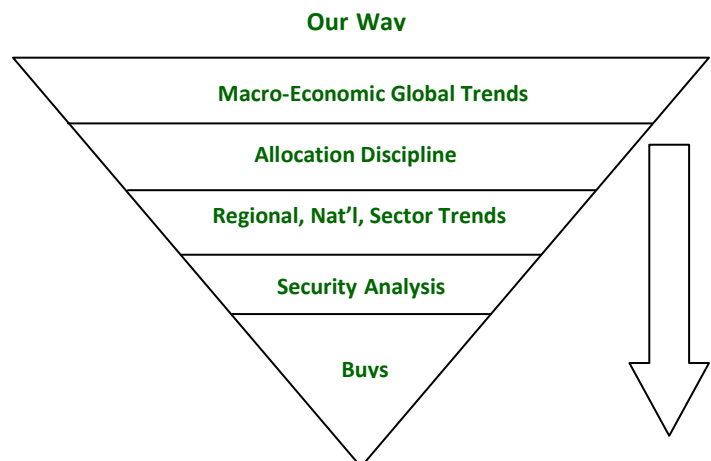 Our Way
Macro-Economic Global Trends
Allocation Discipline
Regional, Nat'l, Sector Trends
Security Analysis
Buys